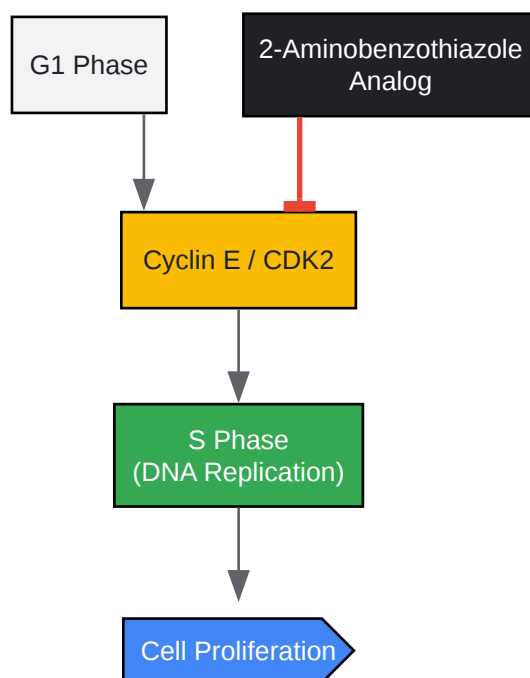 G1 Phase
2-Aminobenzothiazole
Analog
Cyclin E / CDK2
S Phase
(DNA Replication)
Cell Proliferation